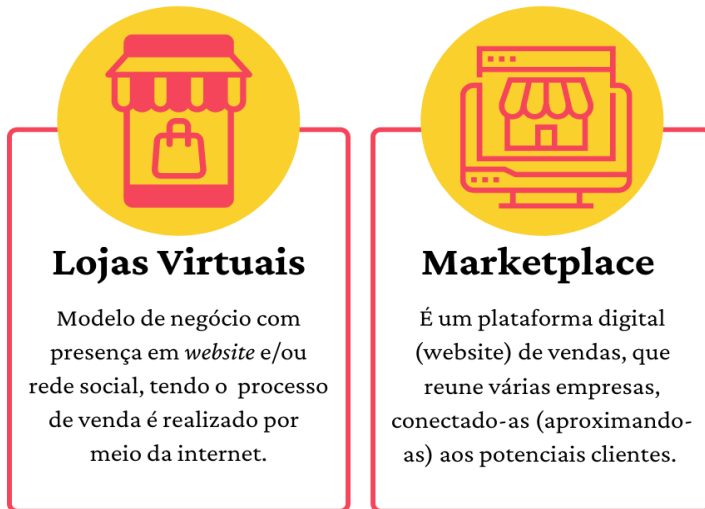 Lojas Virtuais
Modelo de negócio com
presença em website e/ou
rede social, tendo o processo
de venda é realizado por
meio da internet.
Marketplace
É um plataforma digital
(website) de vendas, que
reune várias empresas,
conectado-as (aproximando-
as) aos potenciais clientes.